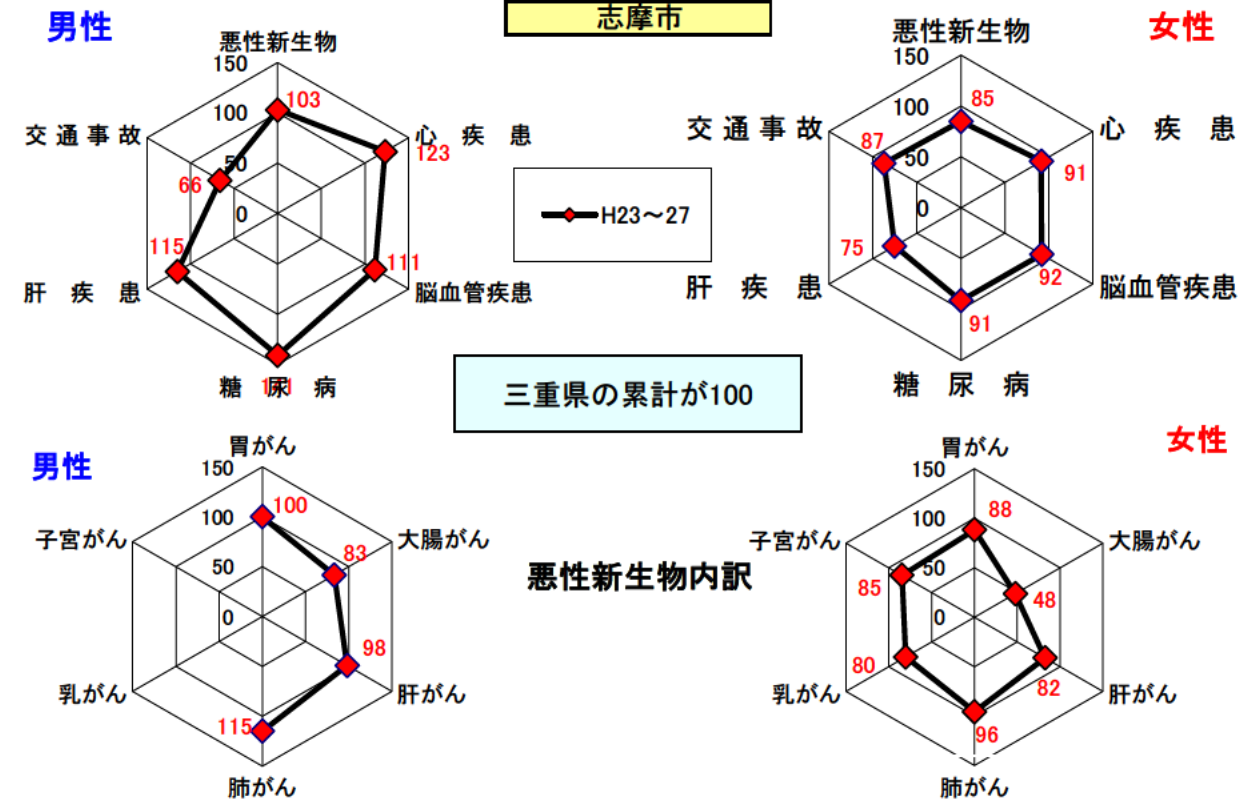 志摩市
男性
悪性新生物
150
100
50
0
103
心疾患
123
脳血管疾患
111
糖尿病
肝疾患
115
交通事故
66
H23～27
女性
悪性新生物
150
100
50
0
85
心疾患
91
脳血管疾患
92
糖尿病
91
肝疾患
75
交通事故
87
三重県の累計が100
男性
胃がん
150
100
50
0
100
大腸がん
83
肝がん
98
肺がん
115
乳がん
子宮がん
悪性新生物内訳
女性
胃がん
150
100
50
0
88
大腸がん
48
肝がん
82
肺がん
96
乳がん
80
子宮がん
85